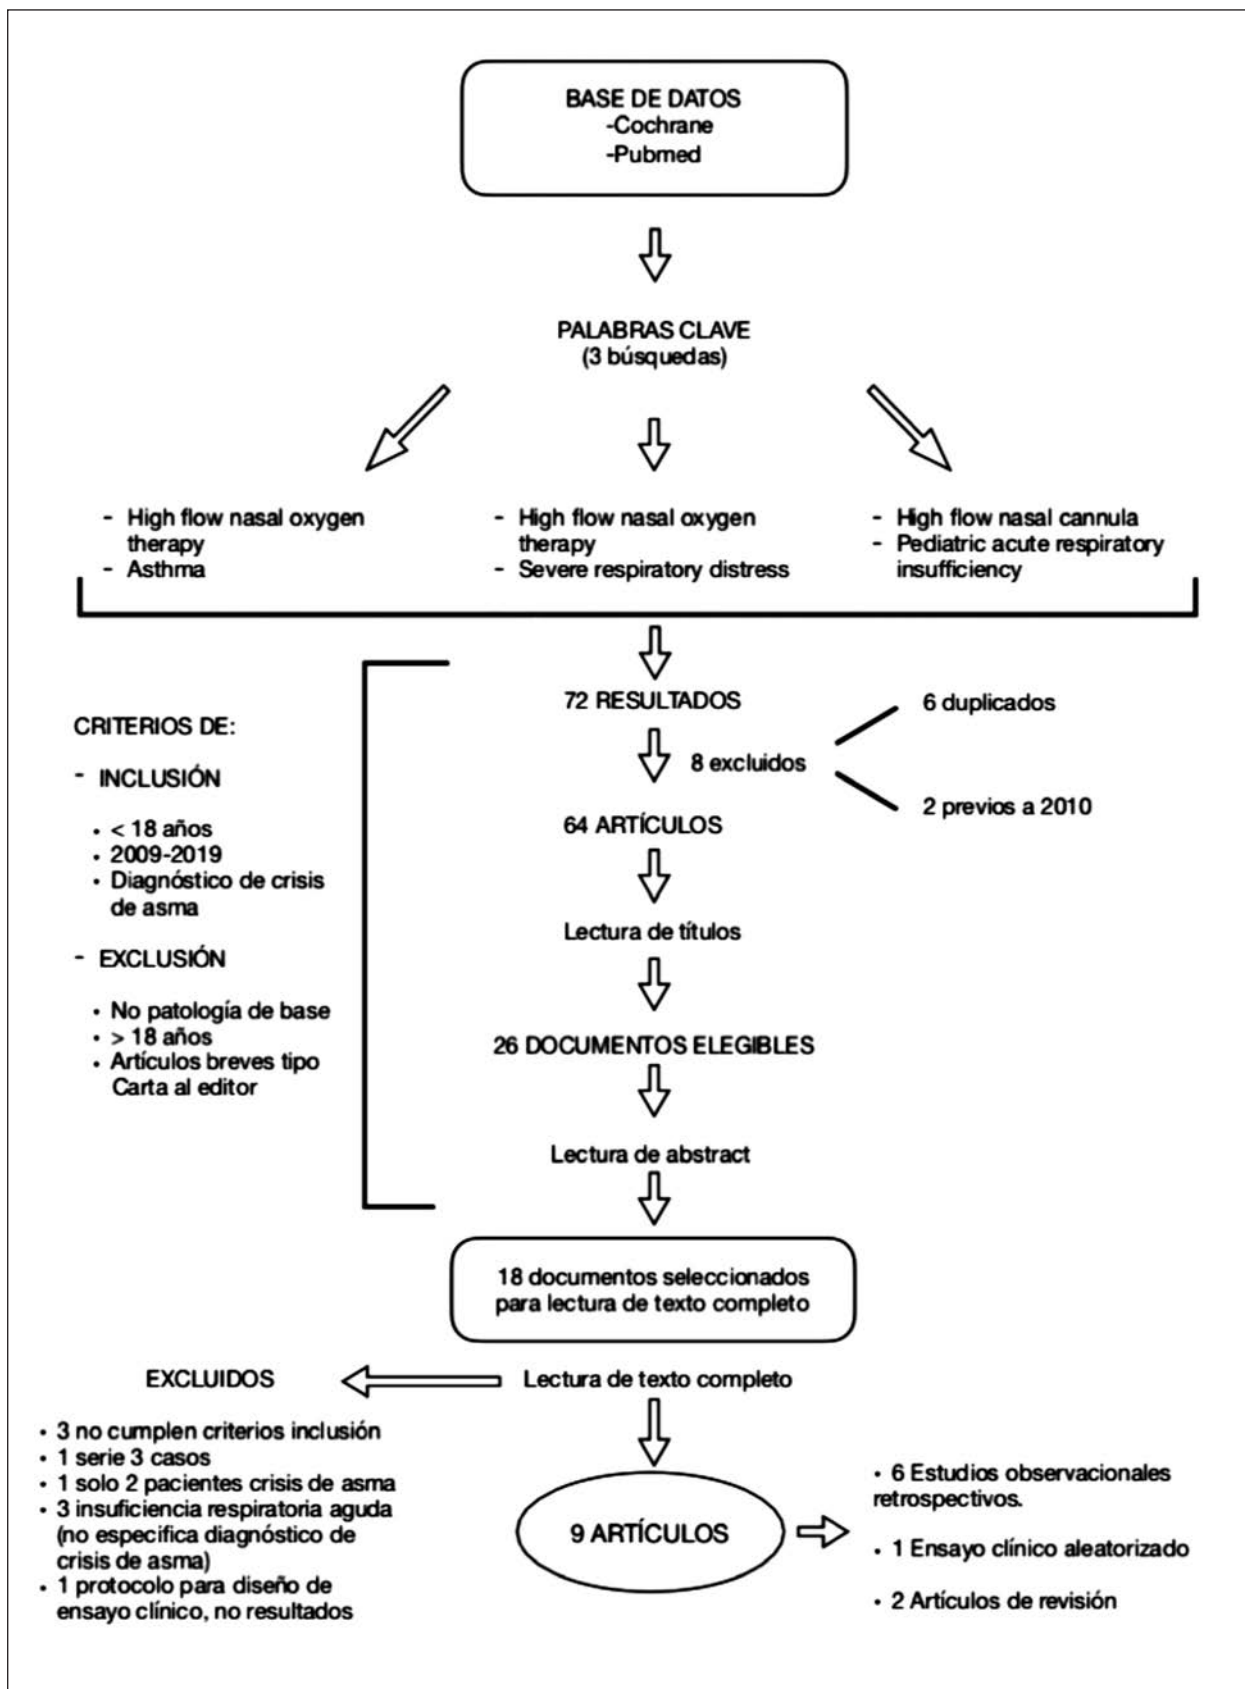 BASE DE DATOS
-Cochrane
-Pubmed
PALABRAS CLAVE
(3 búsquedas)
- High flow nasal oxygen
therapy
- Asthma
- High flow nasal oxygen
therapy
- Severe respiratory distress
- High flow nasal cannula
- Pediatric acute respiratory
insufficiency
72 RESULTADOS
8 excluidos
6 duplicados
2 previos a 2010
64 ARTÍCULOS
Lectura de títulos
26 DOCUMENTOS ELEGIBLES
Lectura de abstract
CRITERIOS DE:
- INCLUSIÓN
• < 18 años
• 2009-2019
• Diagnóstico de crisis
de asma
- EXCLUSIÓN
• No patología de base
• > 18 años
• Artículos breves tipo
Carta al editor
18 documentos seleccionados
para lectura de texto completo
Lectura de texto completo
EXCLUIDOS
• 3 no cumplen criterios inclusión
• 1 serie 3 casos
• 1 solo 2 pacientes crisis de asma
• 3 insuficiencia respiratoria aguda
(no especifica diagnóstico de
crisis de asma)
• 1 protocolo para diseño de
ensayo clínico, no resultados
9 ARTÍCULOS
• 6 Estudios observacionales
retrospectivos.
• 1 Ensayo clínico aleatorizado
• 2 Artículos de revisión